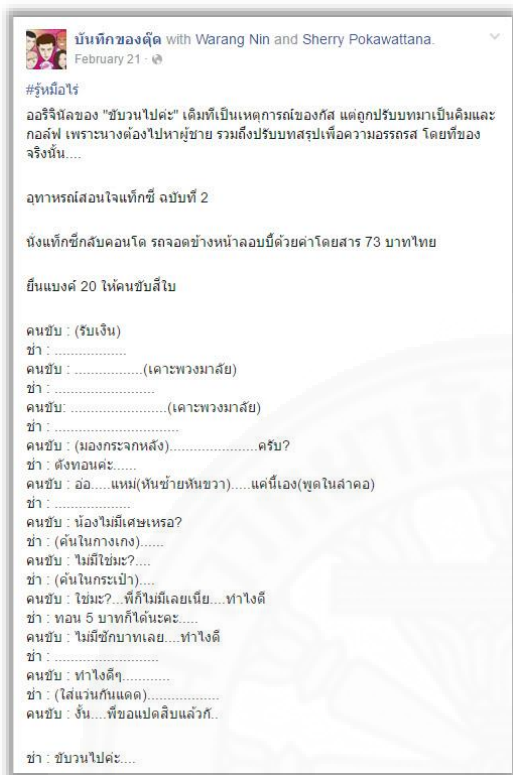 บันทึกของตุ๊ด with Warang Nin and Sherry Pokawattana.
February 21 ·
#รู้หมือไร่
ออริจินัลของ "ขับวนไปค่ะ" เดิมทีเป็นเหตุการณ์ของกัส แต่ถูกปรับบทมาเป็นคิมและ
กอล์ฟ เพราะนางต้องไปหาผู้ชาย รวมถึงปรับบทสรุปเพื่อความอรรถรส โดยที่ของ
จริงนั้น....
อุทาหรณ์สอนใจแท็กซี่ ฉบับที่ 2
นั่งแท็กซี่กลับคอนโด รถจอดข้างหน้าลอบบี้ด้วยค่าโดยสาร 73 บาทไทย
ยื่นแบงค์ 20 ให้คนขับสี่ใบ
คนขับ : (รับเงิน)
ช่า : ..................
คนขับ : .................(เคาะพวงมาลัย)
ช่า : .........................
คนขับ: ........................(เคาะพวงมาลัย)
ช่า : ...............................
คนขับ : (มองกระจกหลัง)......................ครับ?
ช่า : ตังทอนค่ะ......
คนขับ : อ่อ.....แหม่(หันซ้ายหันขวา).....แค่นี้เอง(พูดในลำคอ)
ช่า : ...................
คนขับ : น้องไม่มีเศษเหรอ?
ช่า : (ค้นในกางเกง)......
คนขับ : ไม่มีใช่มะ?....
ช่า : (ค้นในกระเป๋า)....
คนขับ : ใช่มะ?...พี่ก็ไม่มีเลยเนี่ย....ทำไงดี
ช่า : ทอน 5 บาทก็ได้นะคะ.....
คนขับ : ไม่มีซักบาทเลย....ทำไงดี
ช่า : ..........................
คนขับ : ทำไงดีๆ............
ช่า : (ใส่แว่นกันแดด)..................
คนขับ : งั้น....พี่ขอแปดสิบแล้วกั..
ช่า : ขับวนไปค่ะ....